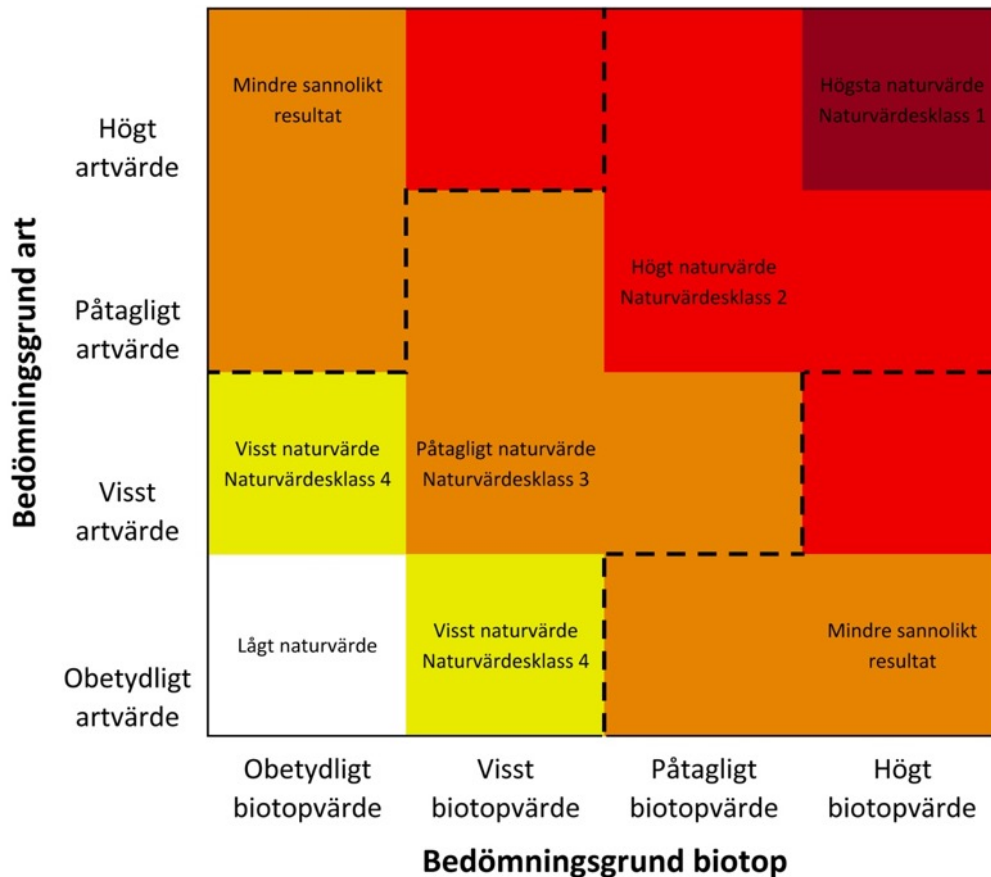 Bedömningsgrund art
Högt
artvärde
Påtagligt
artvärde
Visst
artvärde
Obetydligt
artvärde
Mindre sannolikt
resultat
Högsta naturvärde
Naturvärdesklass 1
Högt naturvärde
Naturvärdesklass 2
Visst naturvärde
Naturvärdesklass 4
Påtagligt naturvärde
Naturvärdesklass 3
Lågt naturvärde
Visst naturvärde
Naturvärdesklass 4
Mindre sannolikt
resultat
Obetydligt
biotopvärde
Visst
biotopvärde
Påtagligt
biotopvärde
Högt
biotopvärde
Bedömningsgrund biotop